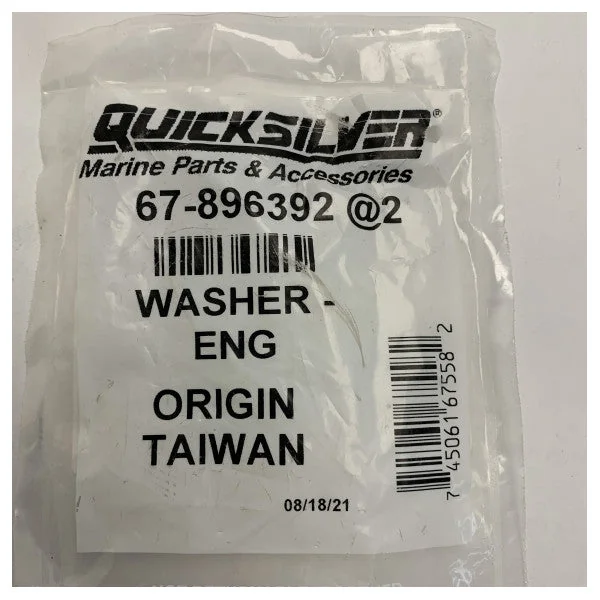 QUICKSILVER®
Marine Parts & Accessories
67-896392 @2
WASHER -
ENG
ORIGIN
TAIWAN
08/18/21
7 45061 67558 2